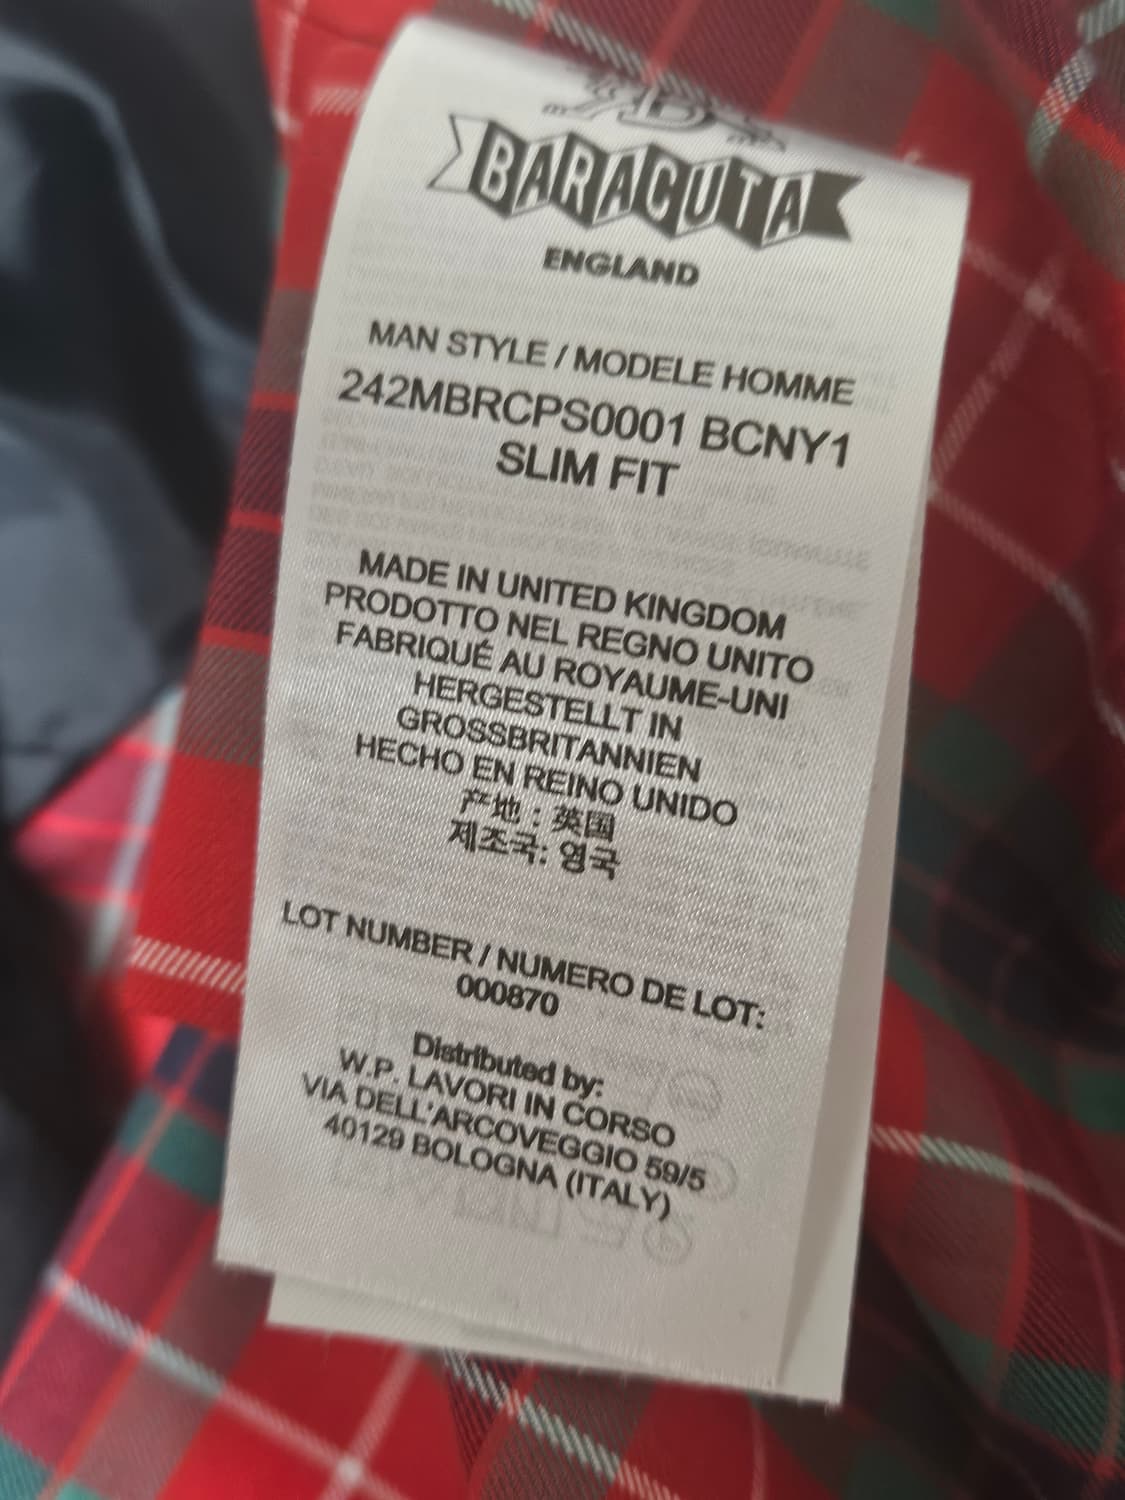 BARACUTA
ENGLAND
MAN STYLE / MODELE HOMME
242MBRCPS0001 BCNY1
SLIM FIT
MADE IN UNITED KINGDOM
PRODOTTO NEL REGNO UNITO
FABRIQUÉ AU ROYAUME-UNI
HERGESTELLT IN
GROSSBRITANNIEN
HECHO EN REINO UNIDO
产地：英国
제조국: 영국
LOT NUMBER / NUMERO DE LOT:
000870
Distributed by:
W.P. LAVORI IN CORSO
VIA DELL'ARCOVEGGIO 59/5
40129 BOLOGNA (ITALY)